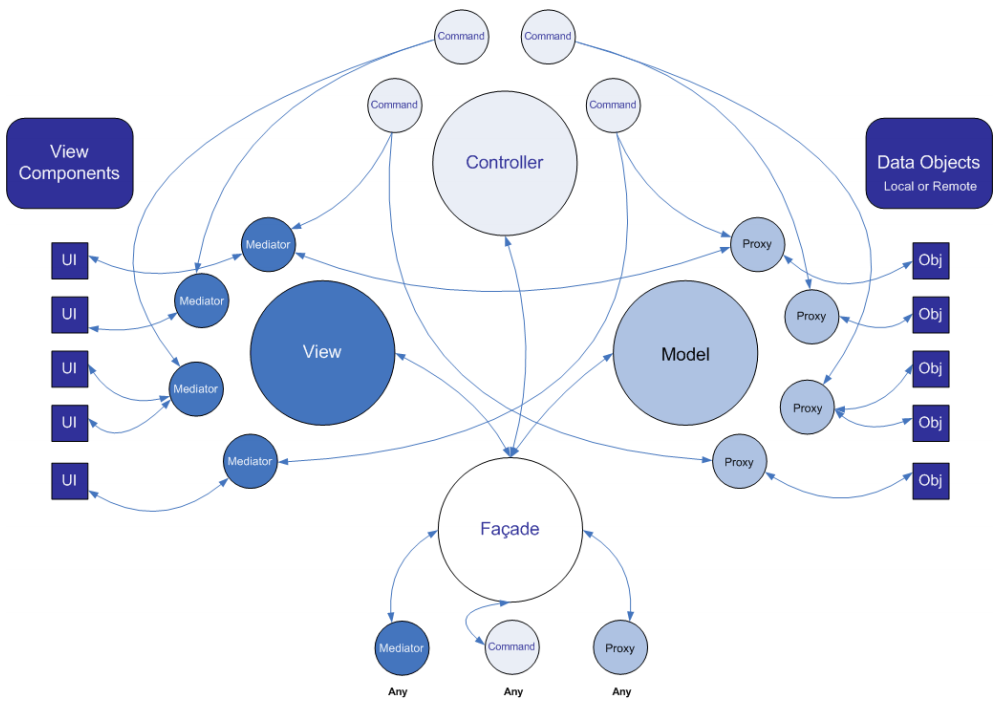 Command
Command
Command
Command
View
Components
Controller
Data Objects
Local or Remote
Mediator
Proxy
UI
Obj
Mediator
Proxy
UI
Obj
View
Model
UI
Obj
Mediator
Proxy
UI
Obj
Mediator
Proxy
UI
Obj
Façade
Mediator
Command
Proxy
Any
Any
Any